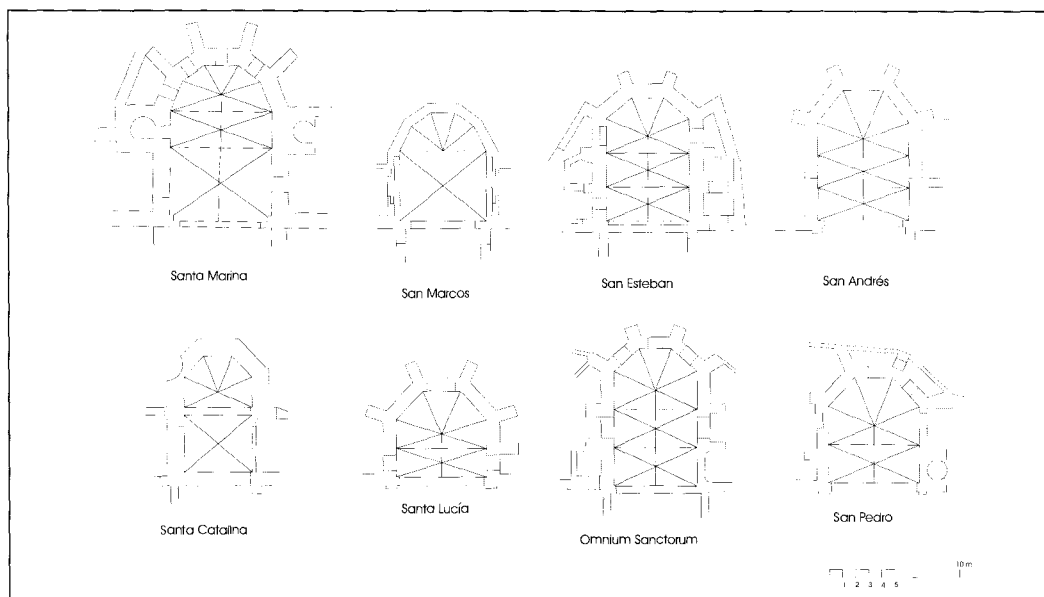 Santa Marina
San Marcos
San Esteban
San Andrés
Santa Catalina
Santa Lucía
Omnium Sanctorum
San Pedro
10 m
1 2 3 4 5